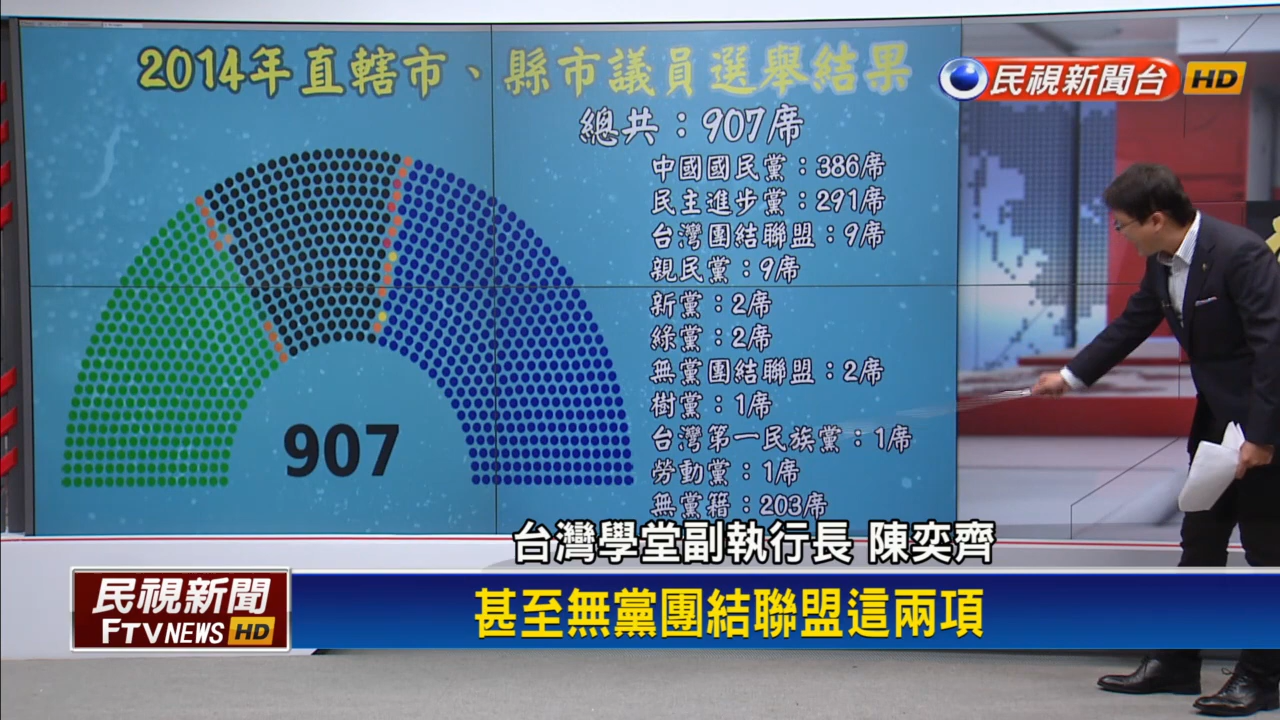 2014年直轄市、縣市議員選舉結果
民視新聞台 HD
總共：907席
中國國民黨：386席
民主進步黨：291席
台灣團結聯盟：9席
親民黨：9席
新黨：2席
綠黨：2席
無黨團結聯盟：2席
樹黨：1席
台灣第一民族黨：1席
勞動黨：1席
無黨籍：203席
907
台灣學堂副執行長 陳奕齊
民視新聞
FTVNEWS HD
甚至無黨團結聯盟這兩項